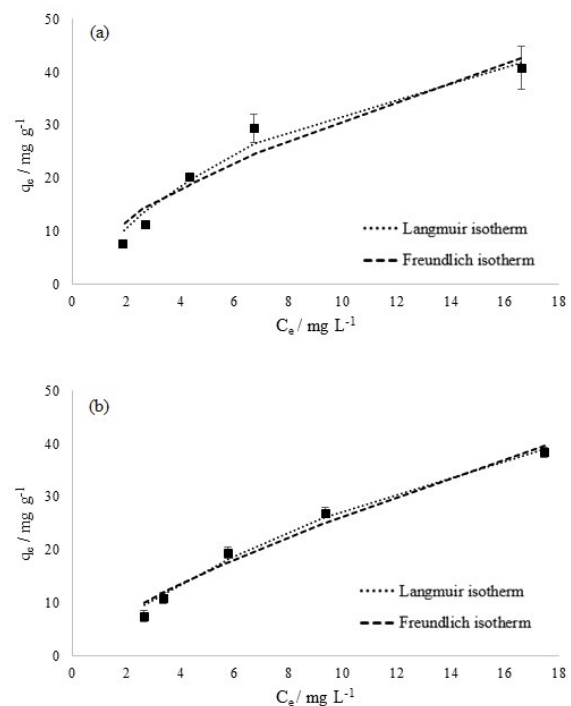 (a)
50
40
30
20
10
0
qe / mg g-1
Langmuir isotherm
Freundlich isotherm
0 2 4 6 8 10 12 14 16 18
Ce / mg L-1
(b)
50
40
30
20
10
0
qe / mg g-1
Langmuir isotherm
Freundlich isotherm
0 2 4 6 8 10 12 14 16 18
Ce / mg L-1